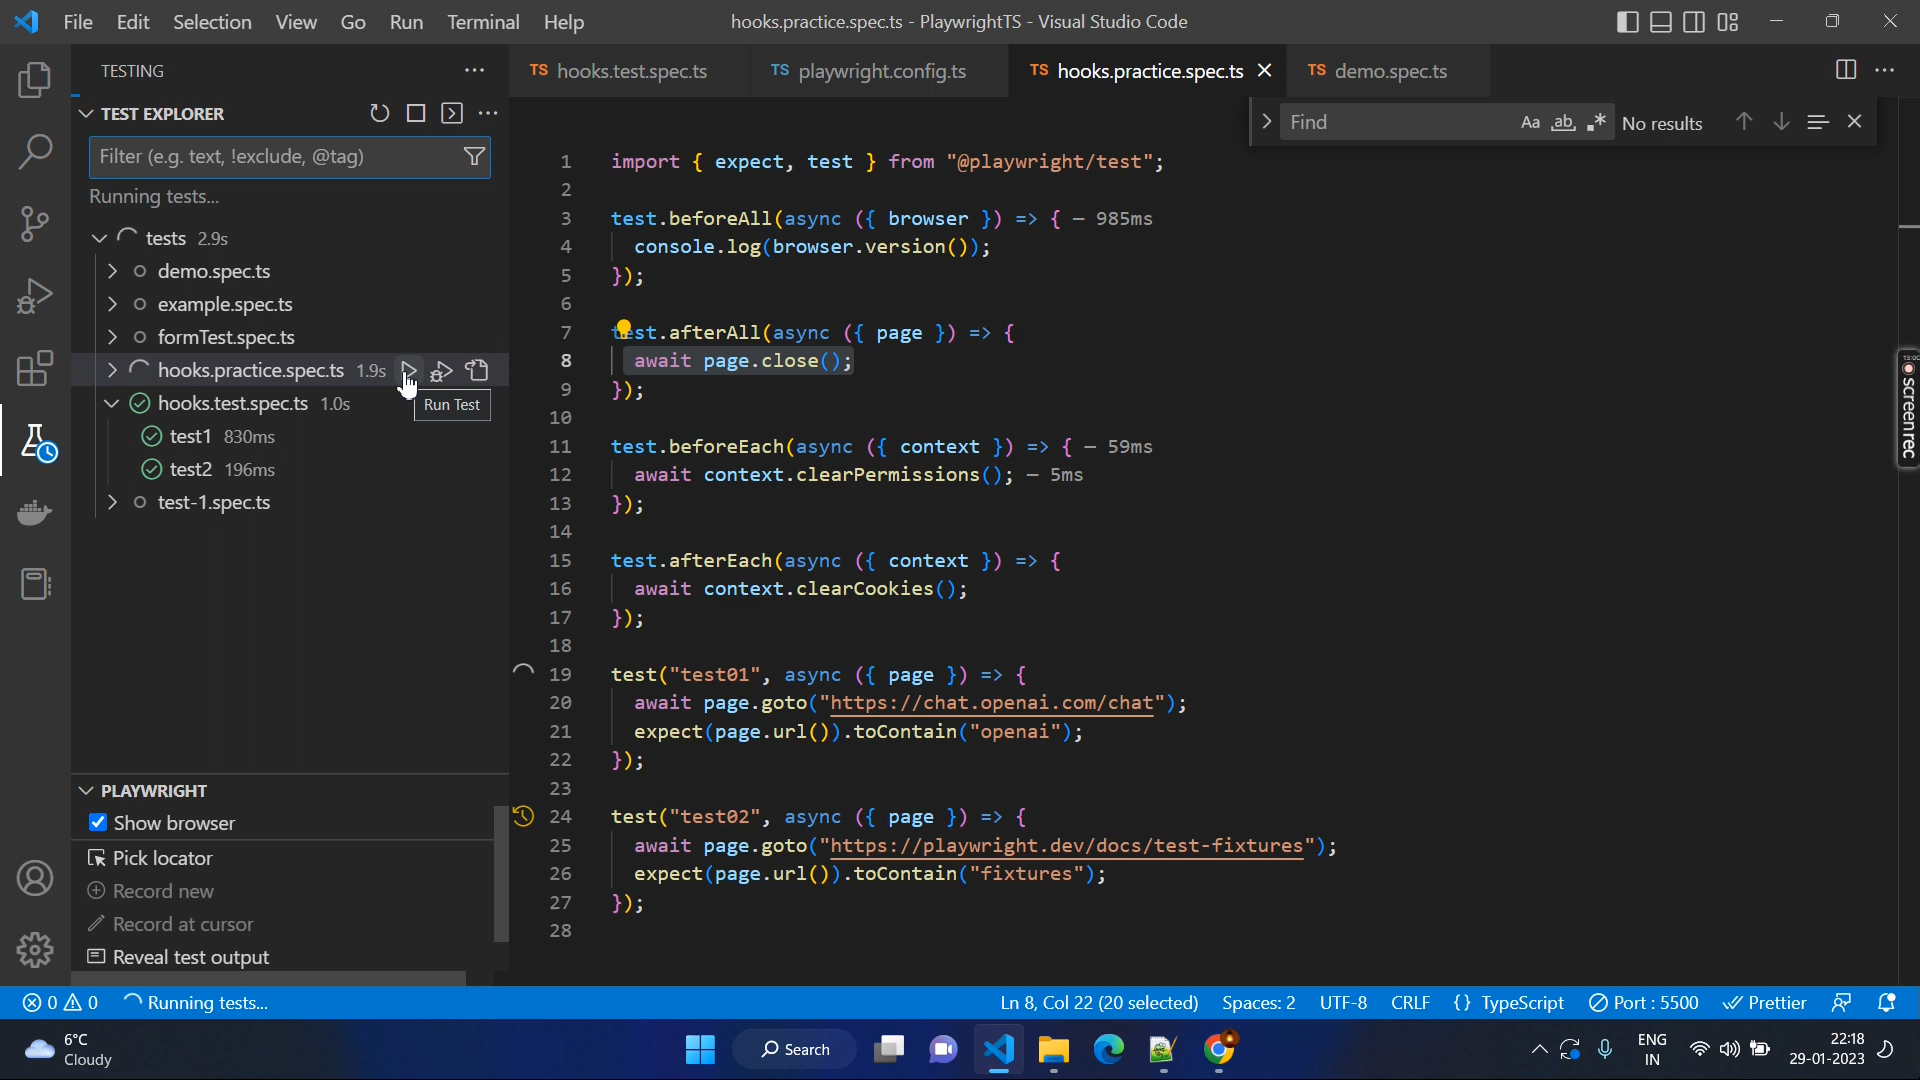 File Edit Selection View Go Run Terminal Help
hooks.practice.spec.ts - PlaywrightTS - Visual Studio Code
TESTING
TS hooks.test.spec.ts
TS playwright.config.ts
TS hooks.practice.spec.ts
TS demo.spec.ts
TEST EXPLORER
Filter (e.g. text, !exclude, @tag)
Running tests...
tests 2.9s
demo.spec.ts
example.spec.ts
formTest.spec.ts
hooks.practice.spec.ts 1.9s
Run Test
hooks.test.spec.ts 1.0s
test1 830ms
test2 196ms
test-1.spec.ts
PLAYWRIGHT
Show browser
Pick locator
Record new
Record at cursor
Reveal test output
Find Aa ab .* No results
1 import { expect, test } from "@playwright/test";
2
3 test.beforeAll(async ({ browser }) => { — 985ms
4 console.log(browser.version());
5 });
6
7 test.afterAll(async ({ page }) => {
8 await page.close();
9 });
10
11 test.beforeEach(async ({ context }) => { — 59ms
12 await context.clearPermissions(); — 5ms
13 });
14
15 test.afterEach(async ({ context }) => {
16 await context.clearCookies();
17 });
18
19 test("test01", async ({ page }) => {
20 await page.goto("https://chat.openai.com/chat");
21 expect(page.url()).toContain("openai");
22 });
23
24 test("test02", async ({ page }) => {
25 await page.goto("https://playwright.dev/docs/test-fixtures");
26 expect(page.url()).toContain("fixtures");
27 });
28
screenrec
0 0 Running tests... Ln 8, Col 22 (20 selected) Spaces: 2 UTF-8 CRLF {} TypeScript Port : 5500 Prettier
6°C
Cloudy
Search
ENG
IN
22:18
29-01-2023